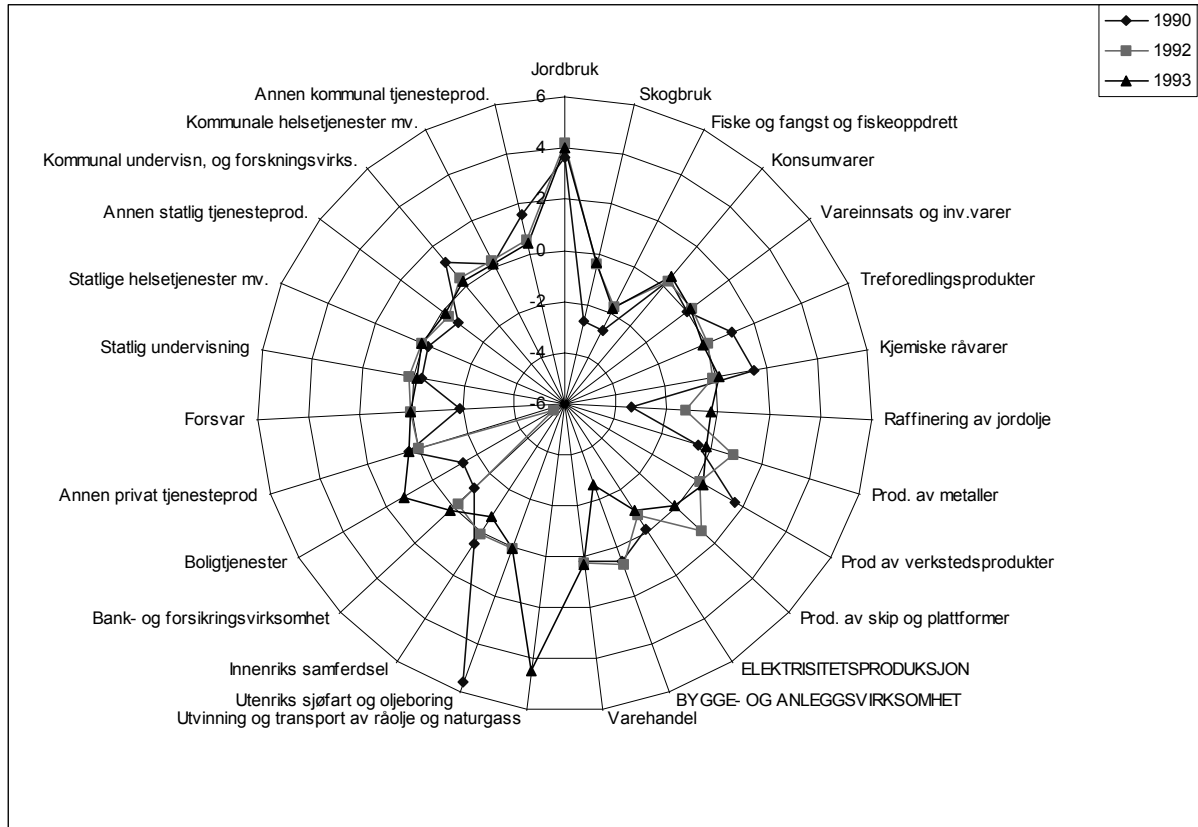 1990
1992
1993
Jordbruk
Skogbruk
Fiske og fangst og fiskeoppdrett
Konsumvarer
Vareinnsats og inv.varer
Treforedlingsprodukter
Kjemiske råvarer
Raffinering av jordolje
Prod. av metaller
Prod av verkstedsprodukter
Prod. av skip og plattformer
ELEKTRISITETSPRODUKSJON
BYGGE- OG ANLEGGSVIRKSOMHET
Varehandel
Utvinning og transport av råolje og naturgass
Utenriks sjøfart og oljeboring
Innenriks samferdsel
Bank- og forsikringsvirksomhet
Boligtjenester
Annen privat tjenesteprod
Forsvar
Statlig undervisning
Statlige helsetjenester mv.
Annen statlig tjenesteprod.
Kommunal undervisn, og forskningsvirks.
Kommunale helsetjenester mv.
Annen kommunal tjenesteprod.
6
4
2
0
-2
-4
-6